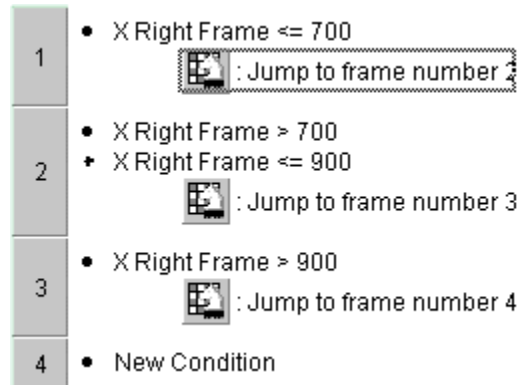 1
X Right Frame <= 700
: Jump to frame number 2
2
X Right Frame > 700
X Right Frame <= 900
: Jump to frame number 3
3
X Right Frame > 900
: Jump to frame number 4
4
New Condition